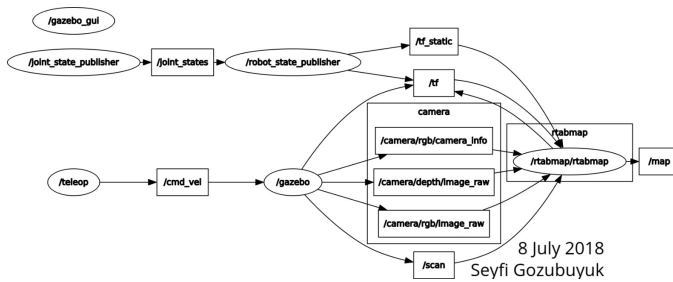 /gazebo_gui
/joint_state_publisher
/joint_states
/robot_state_publisher
/tf_static
/tf
camera
/camera/rgb/camera_info
/camera/depth/image_raw
/camera/rgb/image_raw
rtabmap
/rtabmap/rtabmap
/map
/teleop
/cmd_vel
/gazebo
/scan
8 July 2018
Seyfi Gozubuyuk